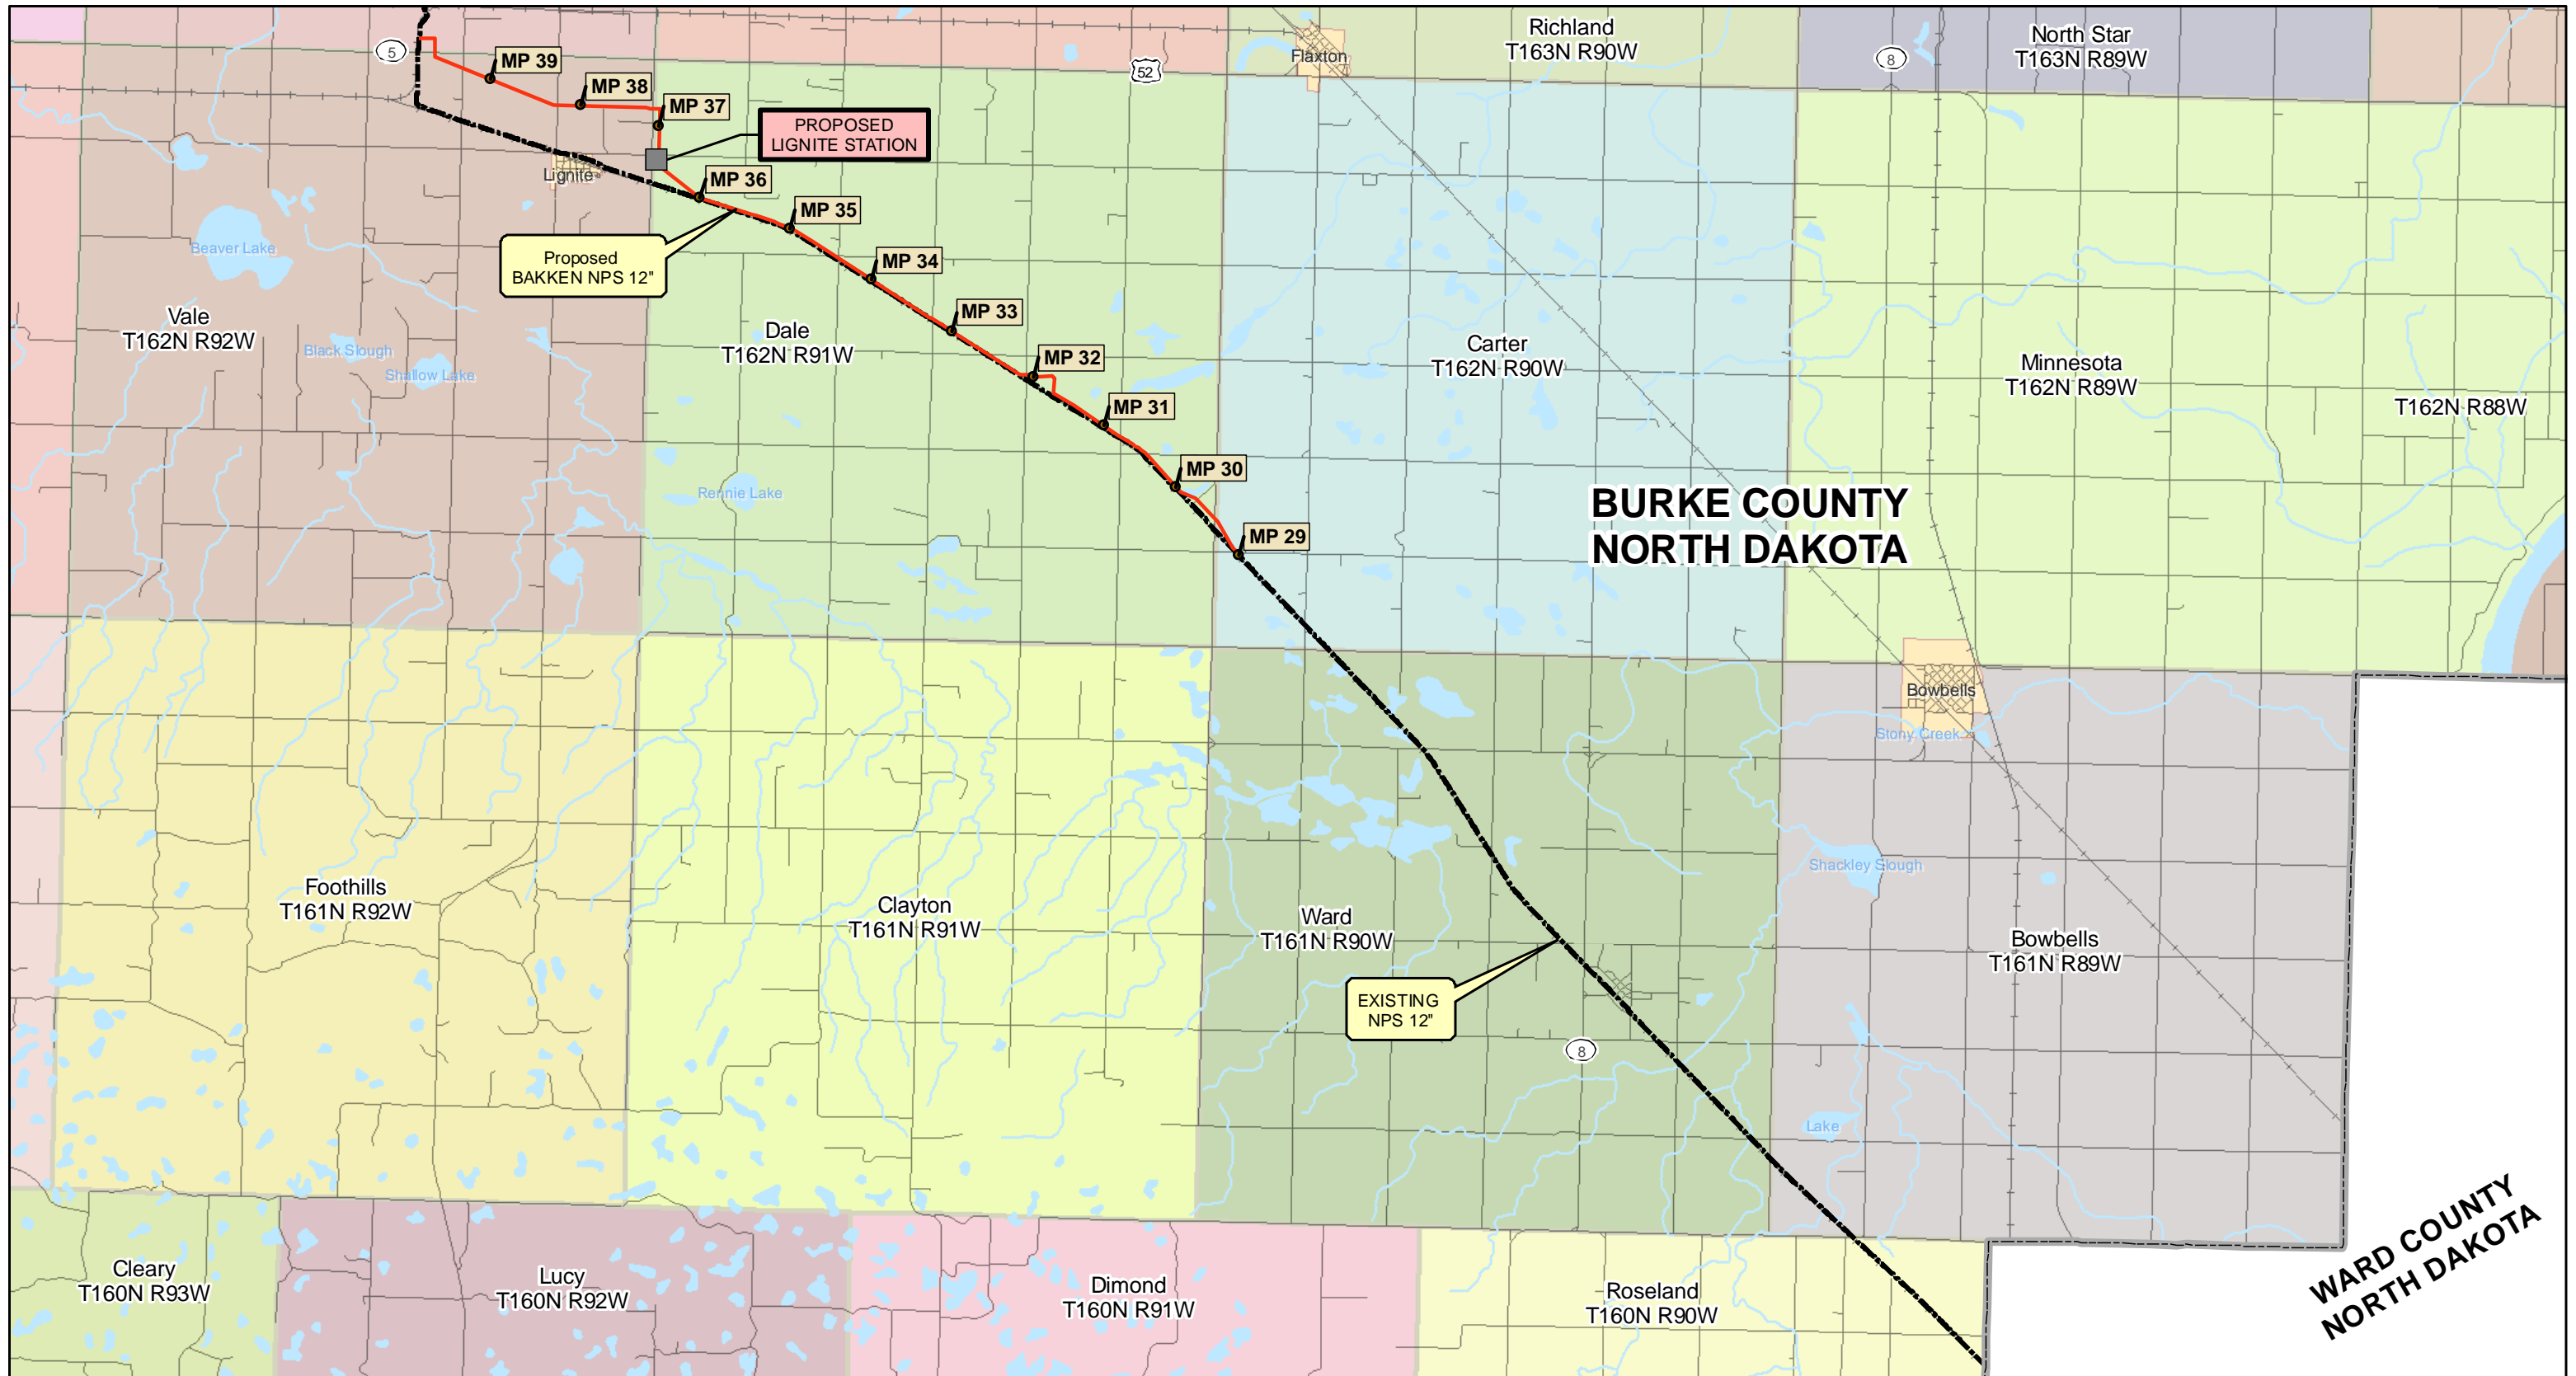 Richland
T163N R90W
North Star
T163N R89W
5
MP 39
Flaxton
8
52
MP 38
MP 37
PROPOSED
LIGNITE STATION
Lignite
MP 36
MP 35
Beaver Lake
Proposed
BAKKEN NPS 12"
MP 34
Vale
T162N R92W
MP 33
Dale
T162N R91W
Black Slough
Shallow Lake
MP 32
Carter
T162N R90W
Minnesota
T162N R89W
MP 31
T162N R88W
MP 30
Rennie Lake
BURKE COUNTY
NORTH DAKOTA
MP 29
Bowbells
Stony Creek
Shackley Slough
Foothills
T161N R92W
Clayton
T161N R91W
Ward
T161N R90W
Bowbells
T161N R89W
EXISTING
NPS 12"
8
Lake
WARD COUNTY
NORTH DAKOTA
Cleary
T160N R93W
Lucy
T160N R92W
Dimond
T160N R91W
Roseland
T160N R90W